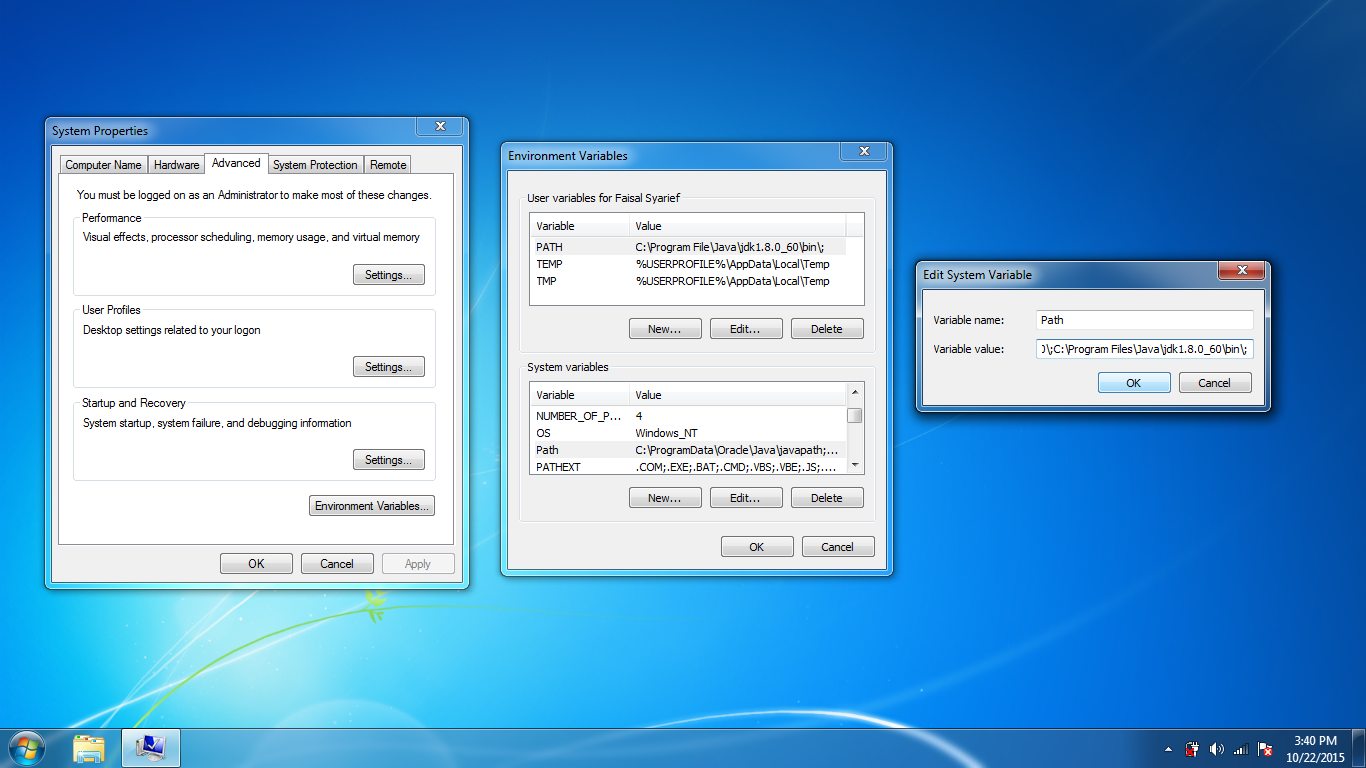 System Properties
Computer Name
Hardware
Advanced
System Protection
Remote
You must be logged on as an Administrator to make most of these changes.
Performance
Visual effects, processor scheduling, memory usage, and virtual memory
Settings...
User Profiles
Desktop settings related to your logon
Settings...
Startup and Recovery
System startup, system failure, and debugging information
Settings...
Environment Variables...
OK Cancel Apply
Environment Variables
User variables for Faisal Syarief
Variable Value
PATH C:\Program File\Java\jdk1.8.0_60\bin\;
TEMP %USERPROFILE%\AppData\Local\Temp
TMP %USERPROFILE%\AppData\Local\Temp
New... Edit... Delete
System variables
Variable Value
NUMBER_OF_P... 4
OS Windows_NT
Path C:\ProgramData\Oracle\Java\javapath;...
PATHEXT .COM;.EXE;.BAT;.CMD;.VBS;.VBE;.JS;....
New... Edit... Delete
OK Cancel
Edit System Variable
Variable name: Path
Variable value: \;C:\Program Files\Java\jdk1.8.0_60\bin\;
OK Cancel
3:40 PM
10/22/2015